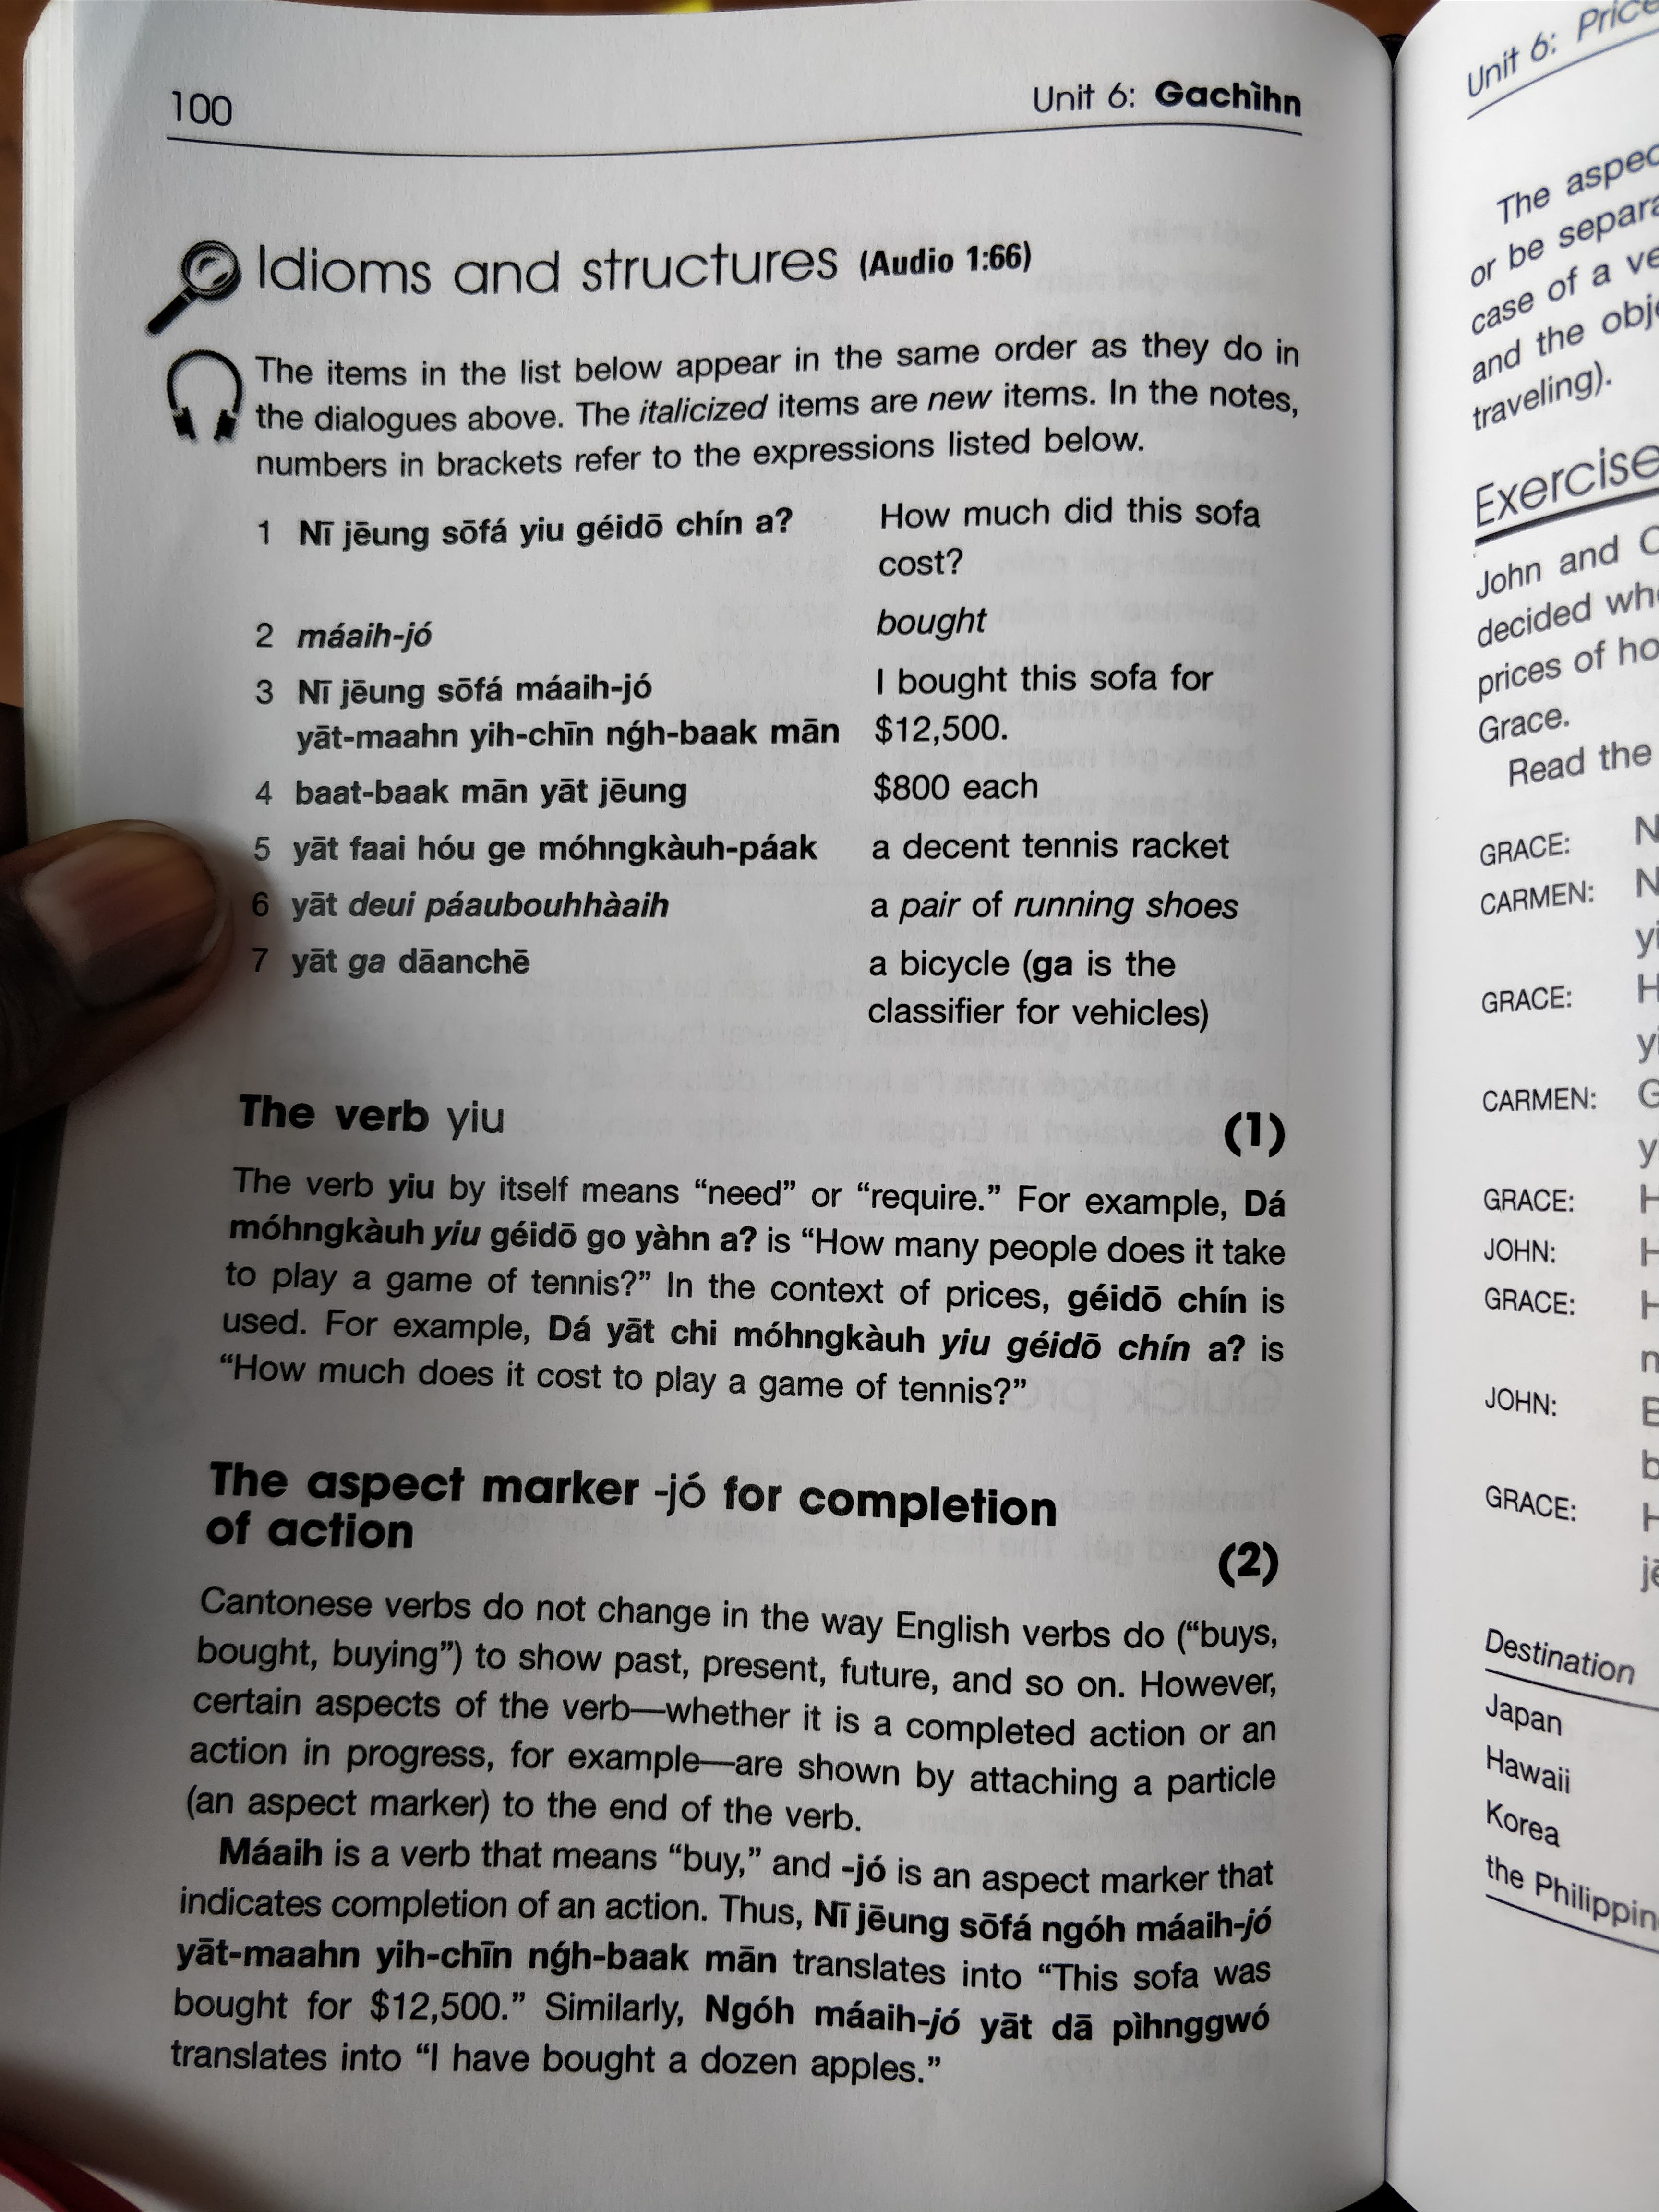 100
Unit 6: Gachìhn
Idioms and structures (Audio 1:66)
The items in the list below appear in the same order as they do in
the dialogues above. The italicized items are new items. In the notes,
numbers in brackets refer to the expressions listed below.
1 Nī jēung sōfá yiu géidō chín a? How much did this sofa
cost?
2 máaih-jó bought
3 Nī jēung sōfá máaih-jó I bought this sofa for
yāt-maahn yih-chīn nǵh-baak mān $12,500.
4 baat-baak mān yāt jēung $800 each
5 yāt faai hóu ge móhngkàuh-páak a decent tennis racket
6 yāt deui páaubouhhàaih a pair of running shoes
7 yāt ga dāanchē a bicycle (ga is the
classifier for vehicles)
The verb yiu (1)
The verb yiu by itself means “need” or “require.” For example, Dá
móhngkàuh yiu géidō go yàhn a? is “How many people does it take
to play a game of tennis?” In the context of prices, géidō chín is
used. For example, Dá yāt chi móhngkàuh yiu géidō chín a? is
“How much does it cost to play a game of tennis?”
The aspect marker -jó for completion
of action (2)
Cantonese verbs do not change in the way English verbs do (“buys,
bought, buying”) to show past, present, future, and so on. However,
certain aspects of the verb—whether it is a completed action or an
action in progress, for example—are shown by attaching a particle
(an aspect marker) to the end of the verb.
Máaih is a verb that means “buy,” and -jó is an aspect marker that
indicates completion of an action. Thus, Nī jēung sōfá ngóh máaih-jó
yāt-maahn yih-chīn nǵh-baak mān translates into “This sofa was
bought for $12,500.” Similarly, Ngóh máaih-jó yāt dā pìhnggwó
translates into “I have bought a dozen apples.”
Unit 6:
The
or be
case of a
and the
traveling).
Exercise
John and
decided
prices of
Grace.
Read the
GRACE:
CARMEN:
GRACE:
CARMEN:
GRACE:
JOHN:
GRACE:
JOHN:
GRACE:
Destination
Japan
Hawaii
Korea
the